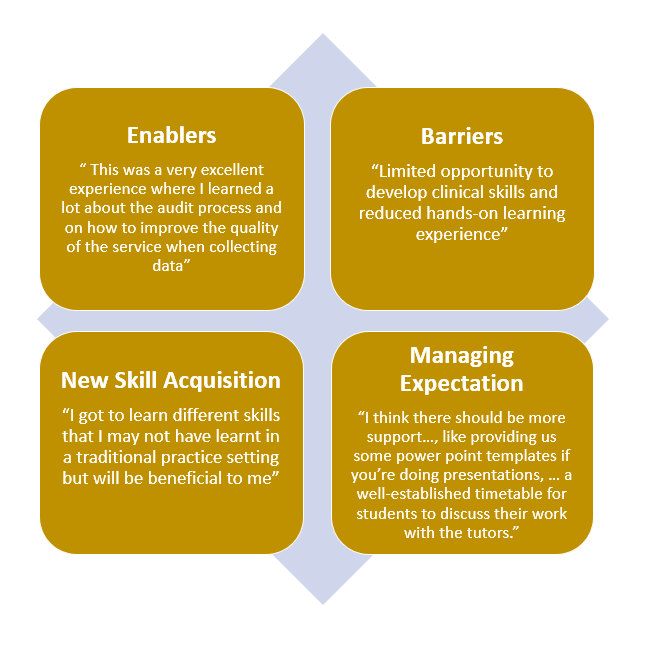 Enablers
“ This was a very excellent
experience where I learned a
lot about the audit process and
on how to improve the quality
of the service when collecting
data”
Barriers
“Limited opportunity to
develop clinical skills and
reduced hands-on learning
experience”
New Skill Acquisition
“I got to learn different skills
that I may not have learnt in
a traditional practice setting
but will be beneficial to me”
Managing
Expectation
“I think there should be more
support…, like providing us
some power point templates if
you’re doing presentations, … a
well-established timetable for
students to discuss their work
with the tutors.”